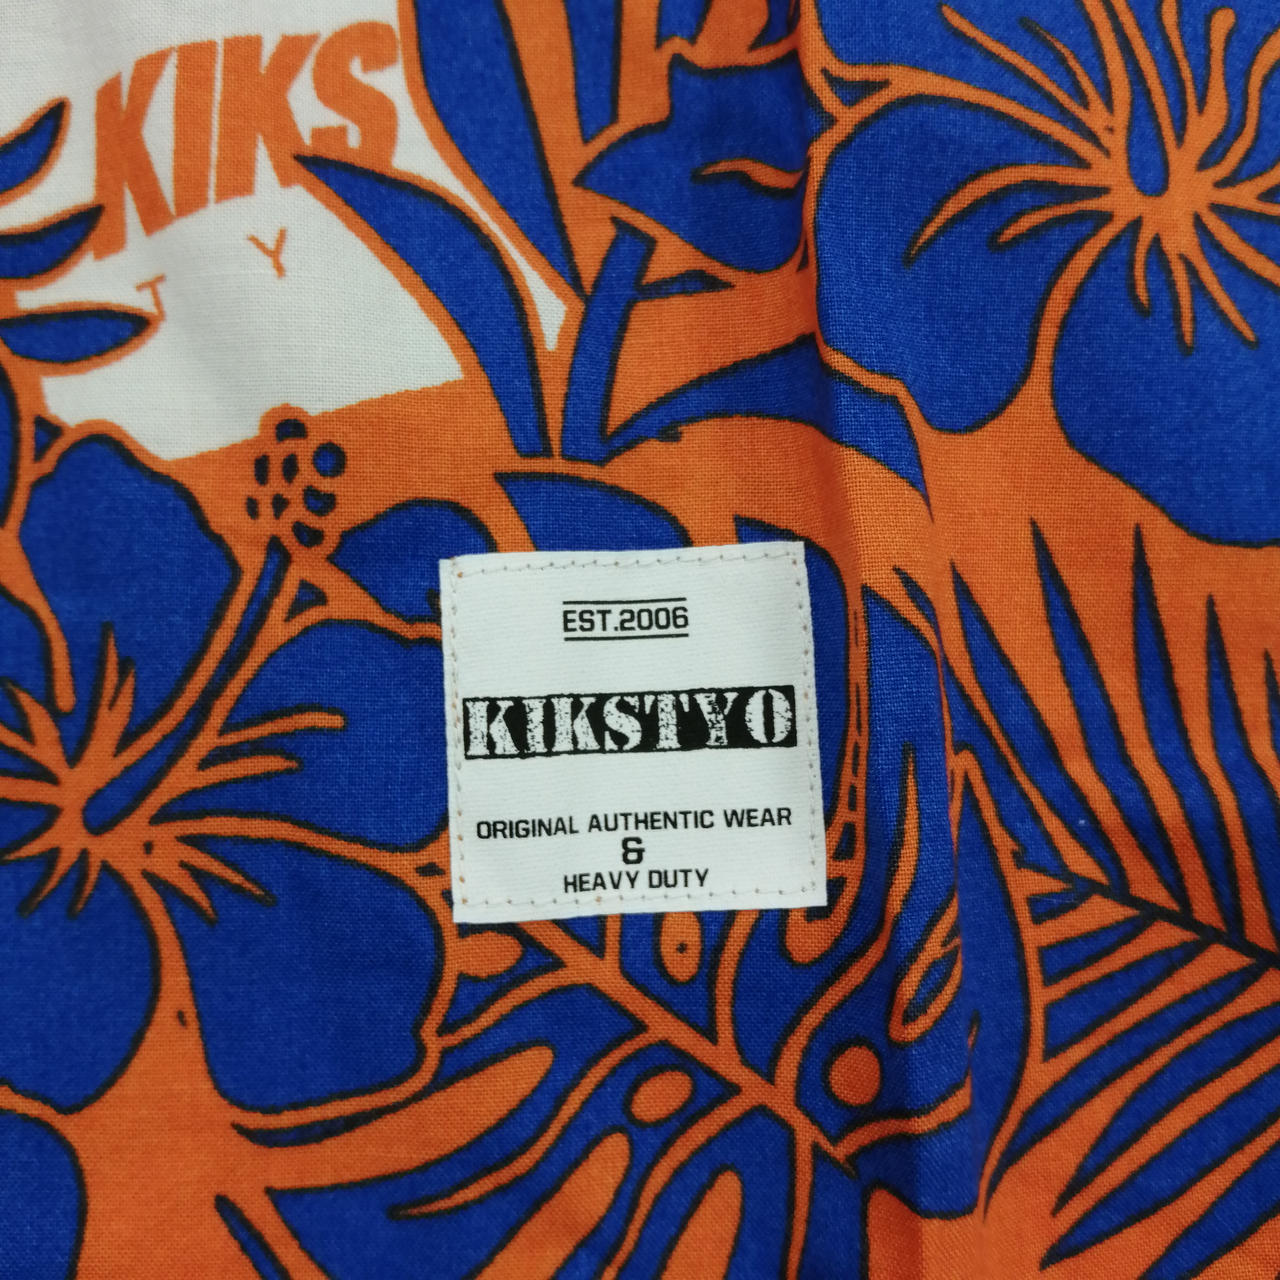 KIKS
T Y
EST.2006
KIKSTYO
ORIGINAL AUTHENTIC WEAR
&
HEAVY DUTY